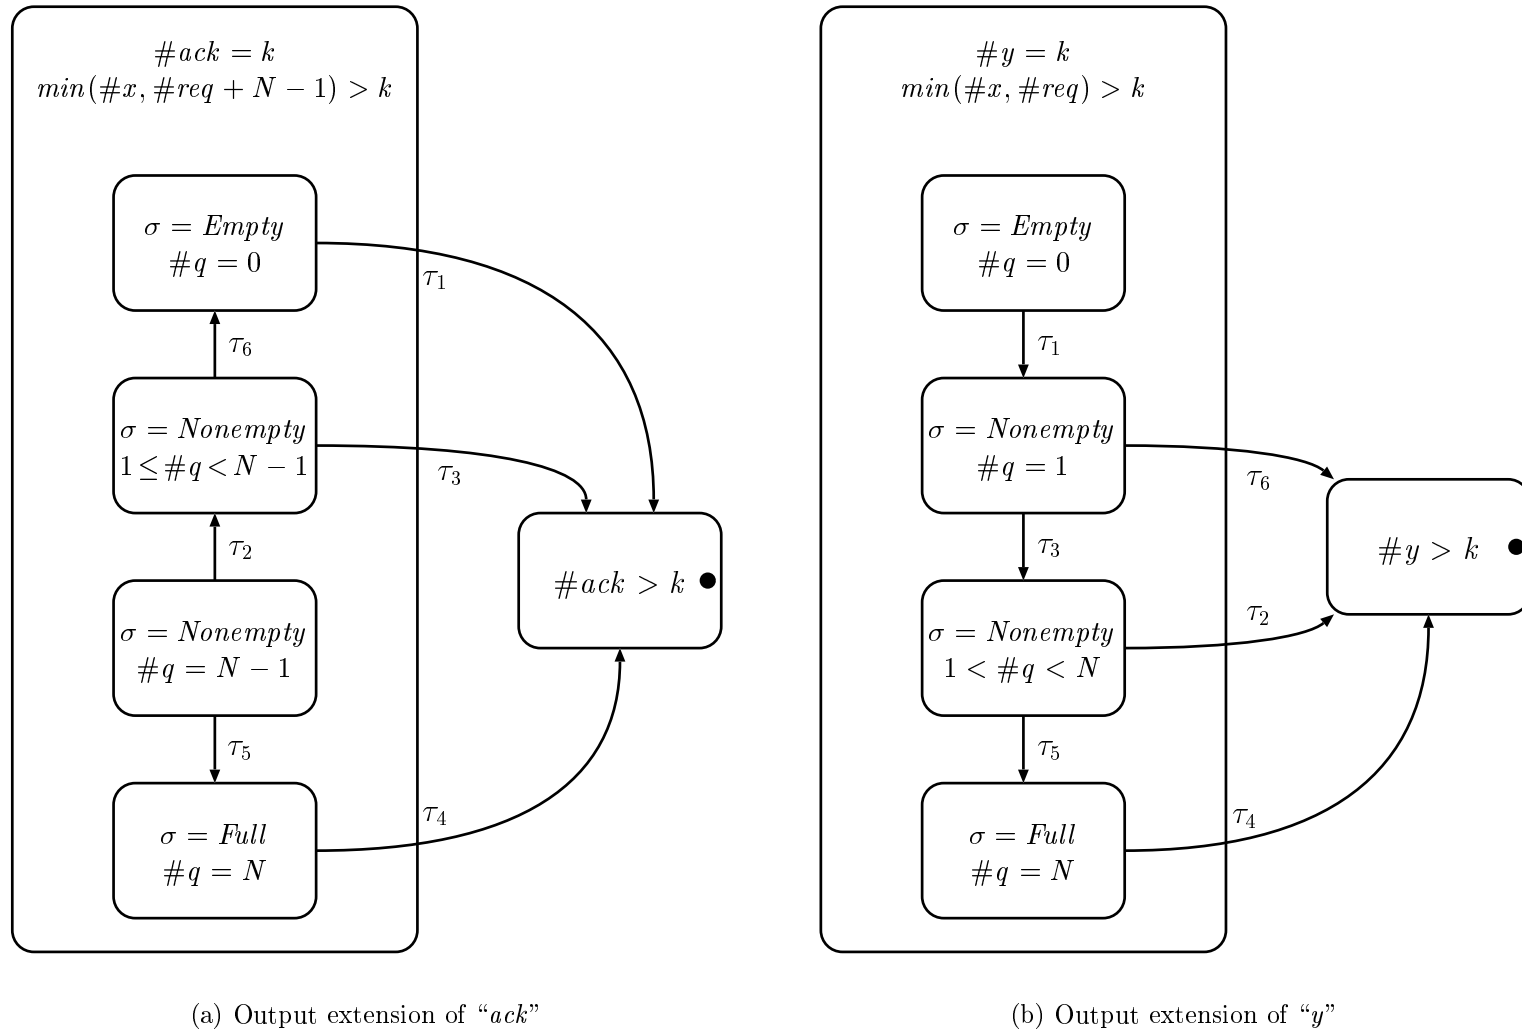 #ack = k
min(#x, #req + N − 1) > k
σ = Empty
#q = 0
τ1
τ6
σ = Nonempty
1 ≤ #q < N − 1
τ3
τ2
σ = Nonempty
#q = N − 1
#ack > k
τ5
σ = Full
#q = N
τ4
(a) Output extension of “ack”
#y = k
min(#x, #req) > k
σ = Empty
#q = 0
τ1
σ = Nonempty
#q = 1
τ6
τ3
#y > k
σ = Nonempty
1 < #q < N
τ2
τ5
σ = Full
#q = N
τ4
(b) Output extension of “y”